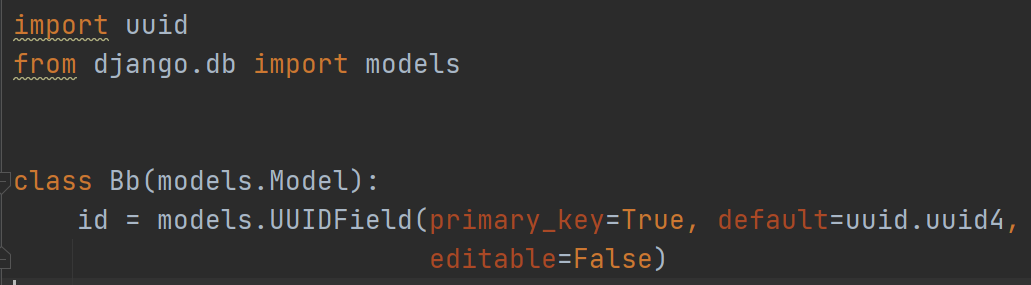 import uuid
from django.db import models
class Bb(models.Model):
id = models.UUIDField(primary_key=True, default=uuid.uuid4,
editable=False)